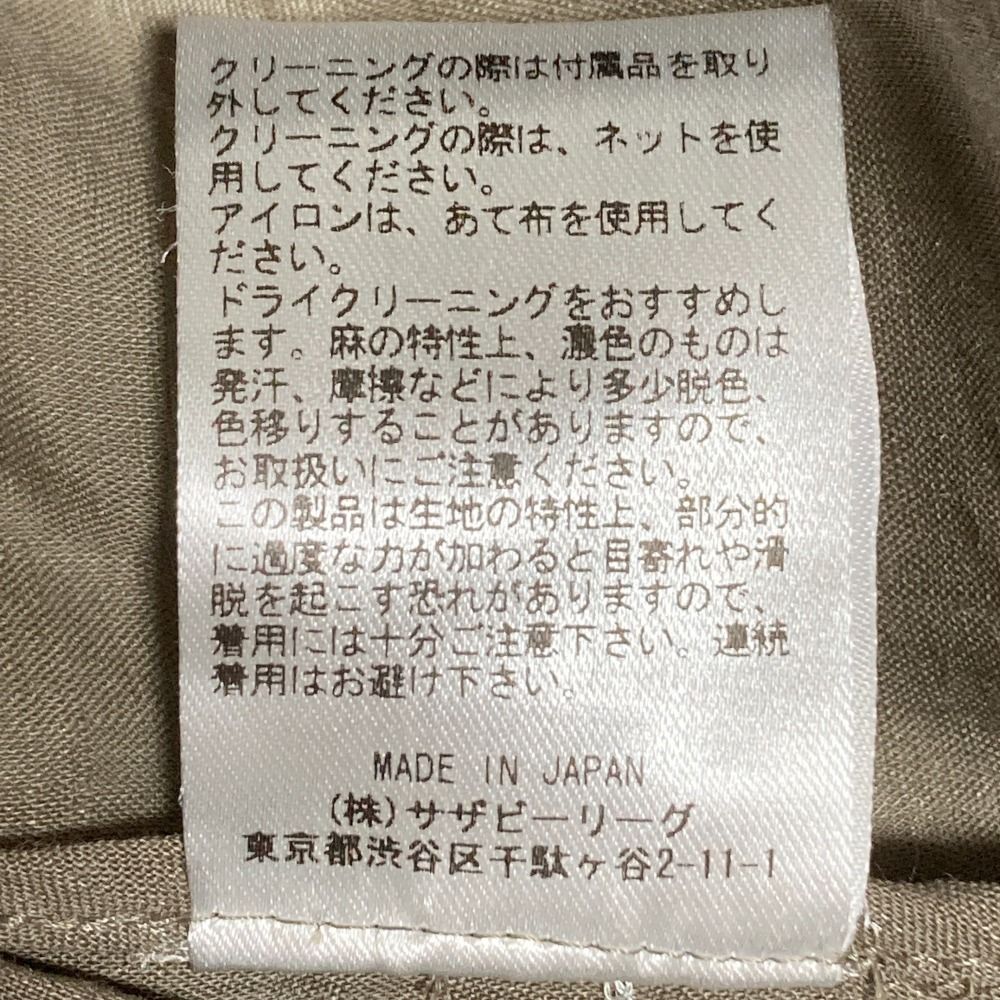 クリーニングの際は付属品を取り
外してください。
クリーニングの際は、ネットを使
用してください。
アイロンは、あて布を使用してく
ださい。
ドライクリーニングをおすすめし
ます。麻の特性上、濃色のものは
発汗、摩擦などにより多少脱色、
色移りすることがありますので、
お取扱いにご注意ください。
この製品は生地の特性上、部分的
に過度な力が加わると目寄れや滑
脱を起こす恐れがありますので、
着用には十分ご注意下さい。連続
着用はお避け下さい。
MADE IN JAPAN
(株)サザビーリーグ
東京都渋谷区千駄ヶ谷2-11-1